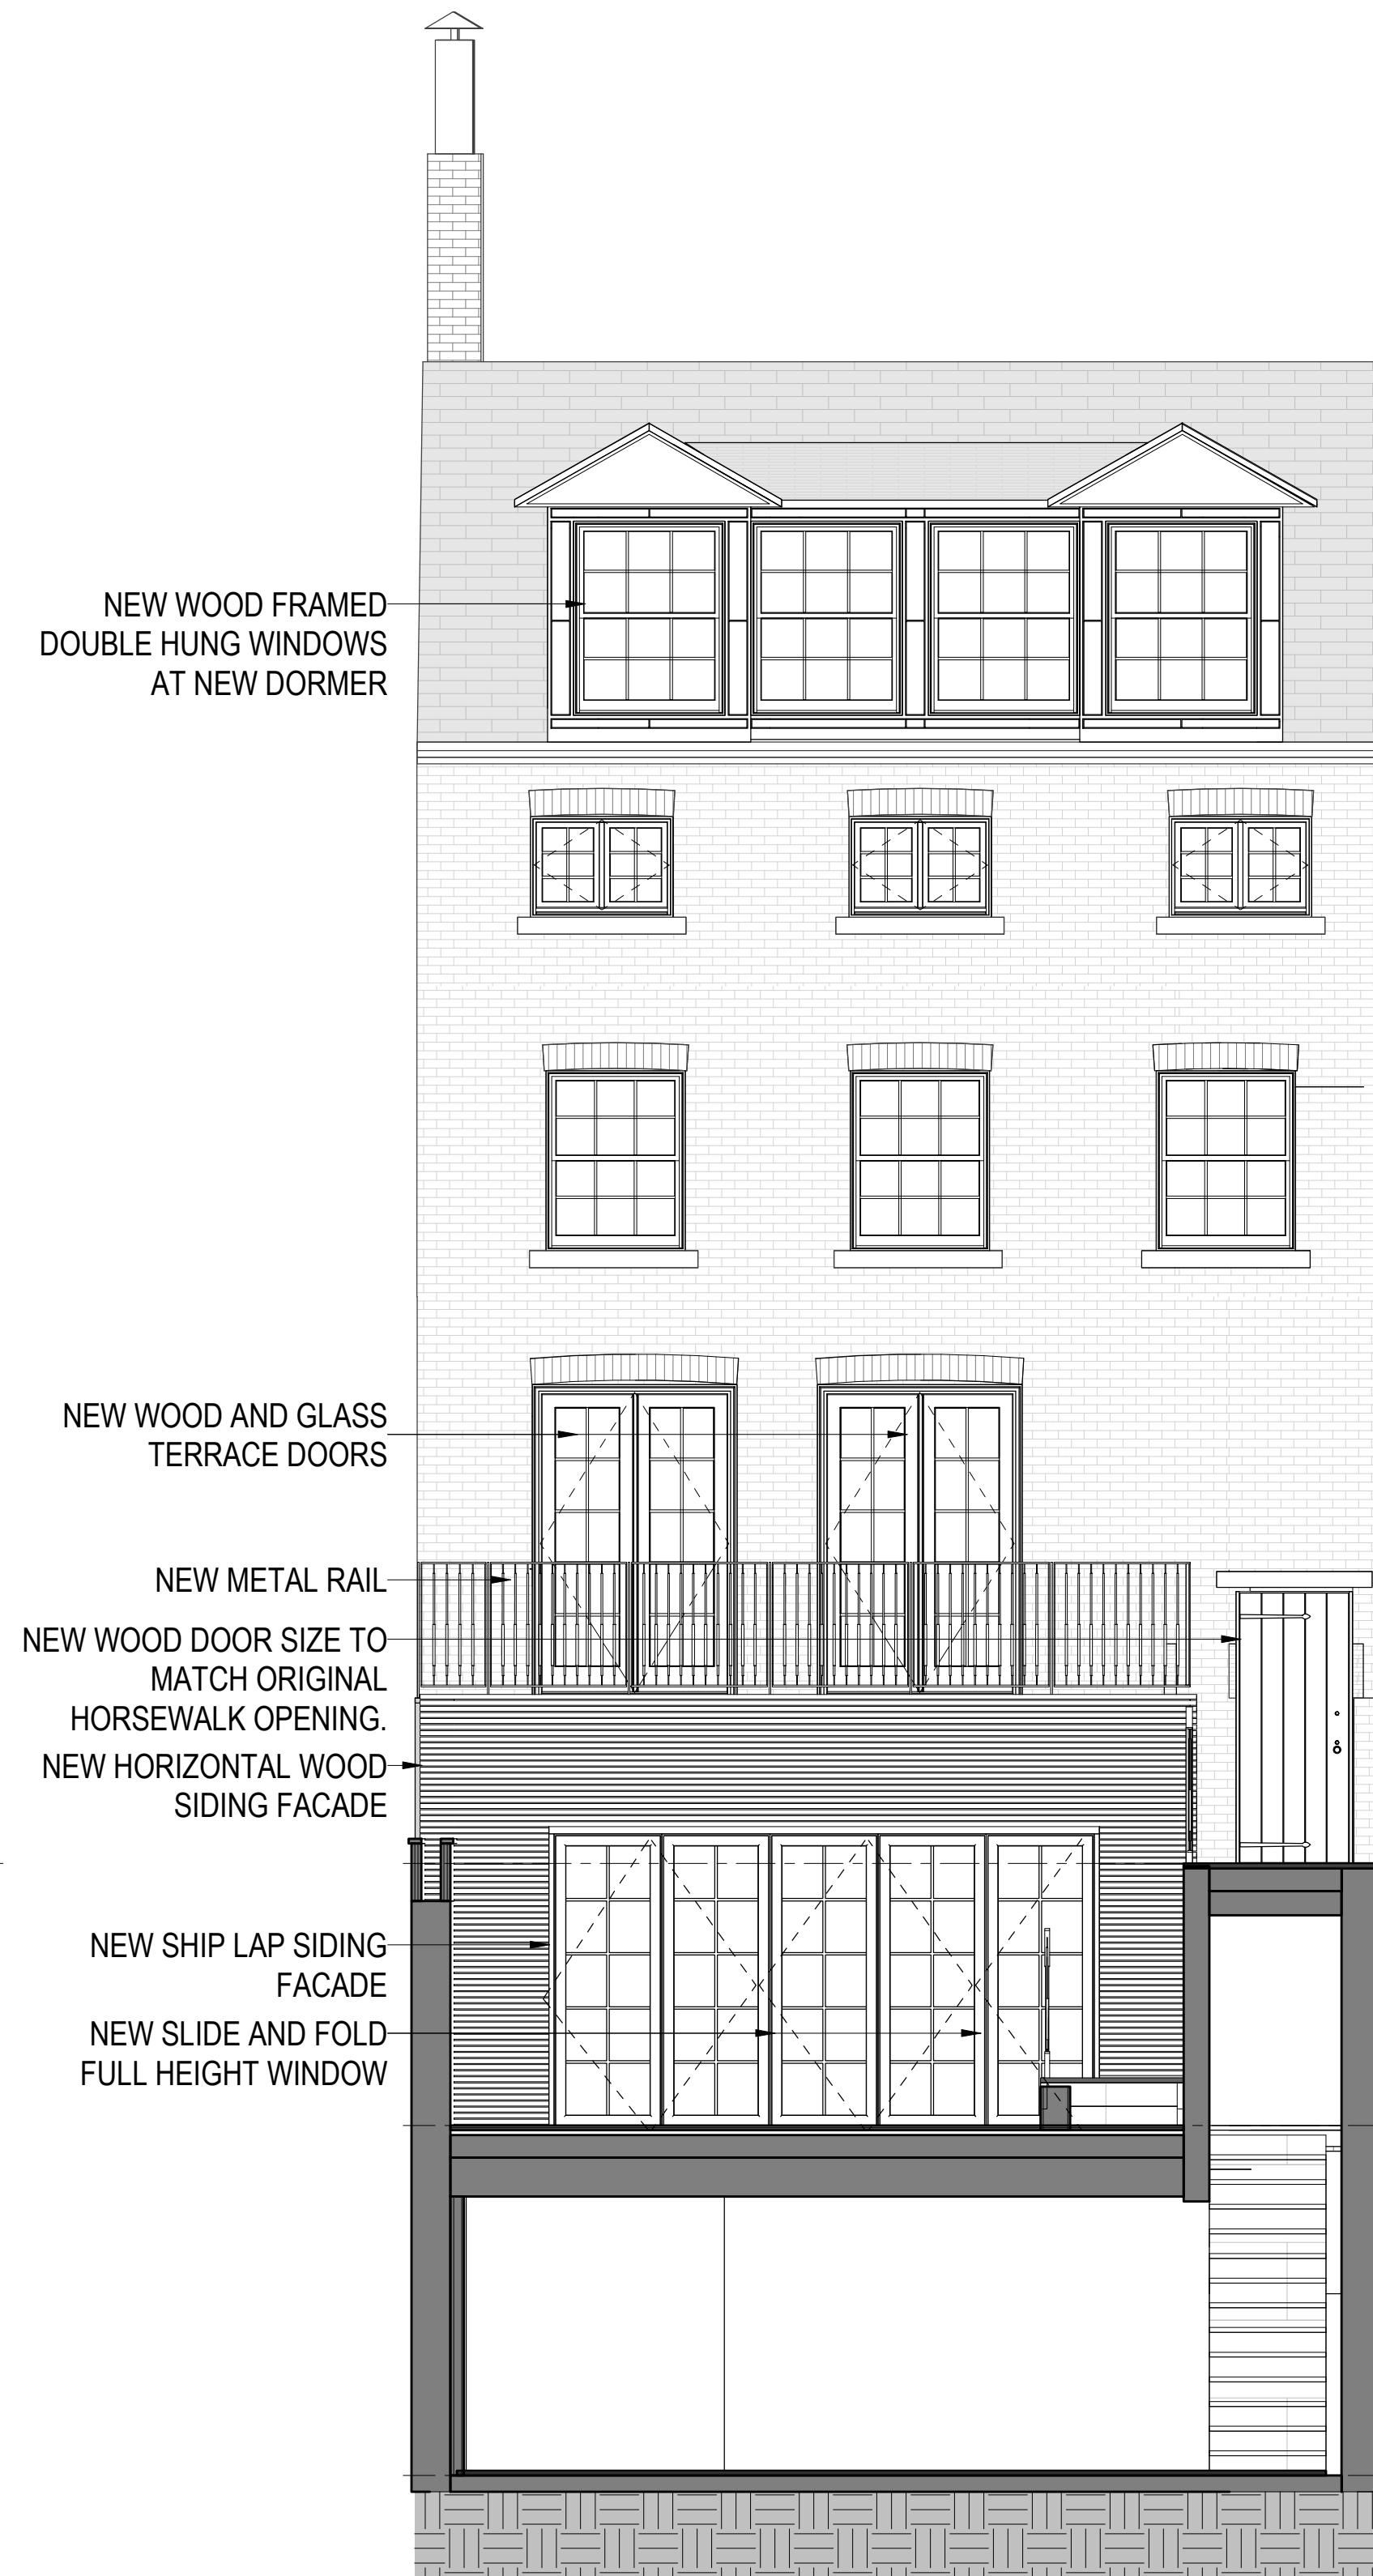 NEW WOOD FRAMED
DOUBLE HUNG WINDOWS
AT NEW DORMER
NEW WOOD AND GLASS
TERRACE DOORS
NEW METAL RAIL
NEW WOOD DOOR SIZE TO
MATCH ORIGINAL
HORSEWALK OPENING.
NEW HORIZONTAL WOOD
SIDING FACADE
NEW SHIP LAP SIDING
FACADE
NEW SLIDE AND FOLD
FULL HEIGHT WINDOW